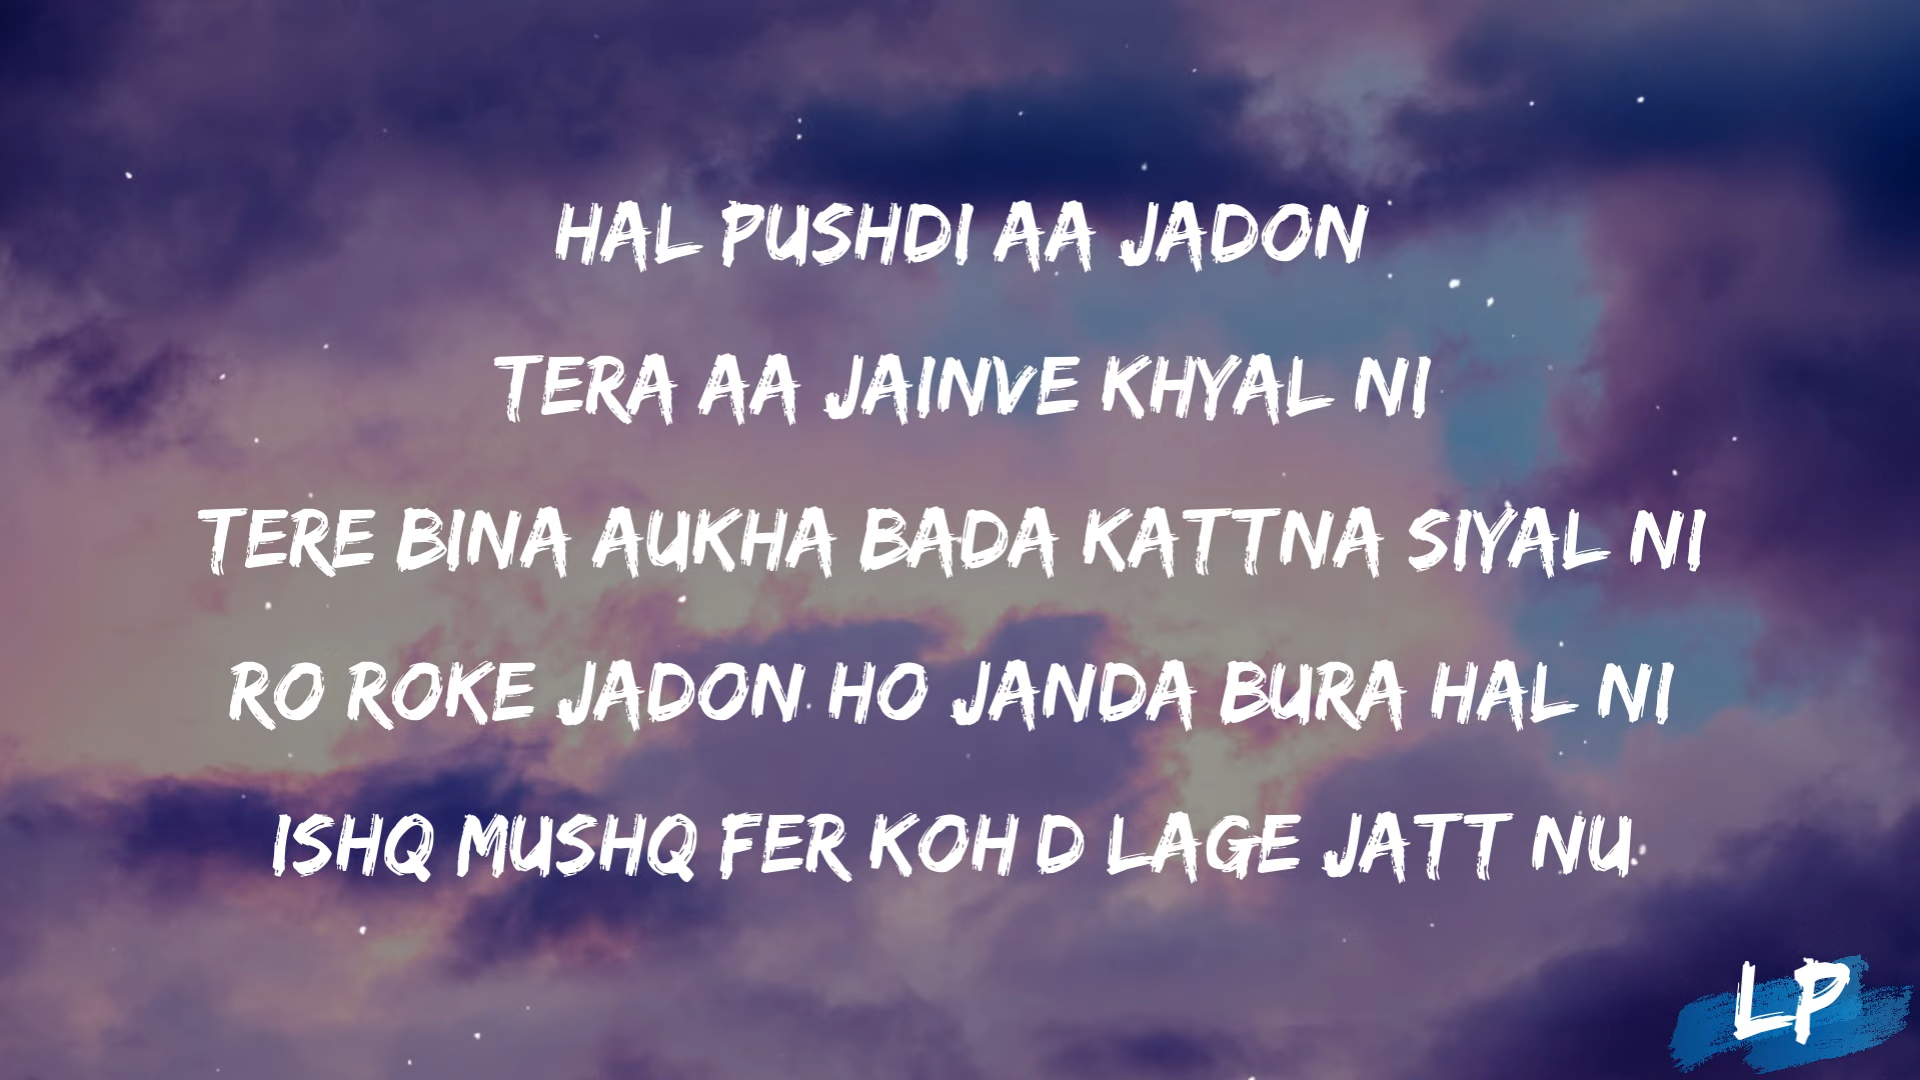 HAL PUSHDI AA JADON
TERA AA JAINVE KHYAL NI
TERE BINA AUKHA BADA KATTNA SIYAL NI
RO ROKE JADON HO JANDA BURA HAL NI
ISHQ MUSHQ FER KOH D LAGE JATT NU
LP